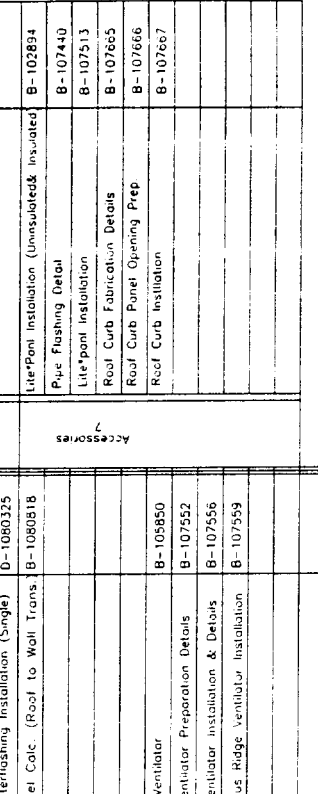 Lite*Panl Installation (Uninsulated& Insulated) B-102894
Pipe Flashing Detail B-107440
Lite*panl Installation B-107513
Roof Curb Fabrication Details B-107665
Roof Curb Panel Opening Prep. B-107666
Roof Curb Instllation B-107667
7
Accessories
terflashing Installation (Single) D-1080325
el Calc. (Roof to Wall Trans.) B-1080818
Ventilator B-105850
entilator Preparation Details B-107552
entilator Installation & Details B-107556
us Ridge Ventilator Installation B-107559